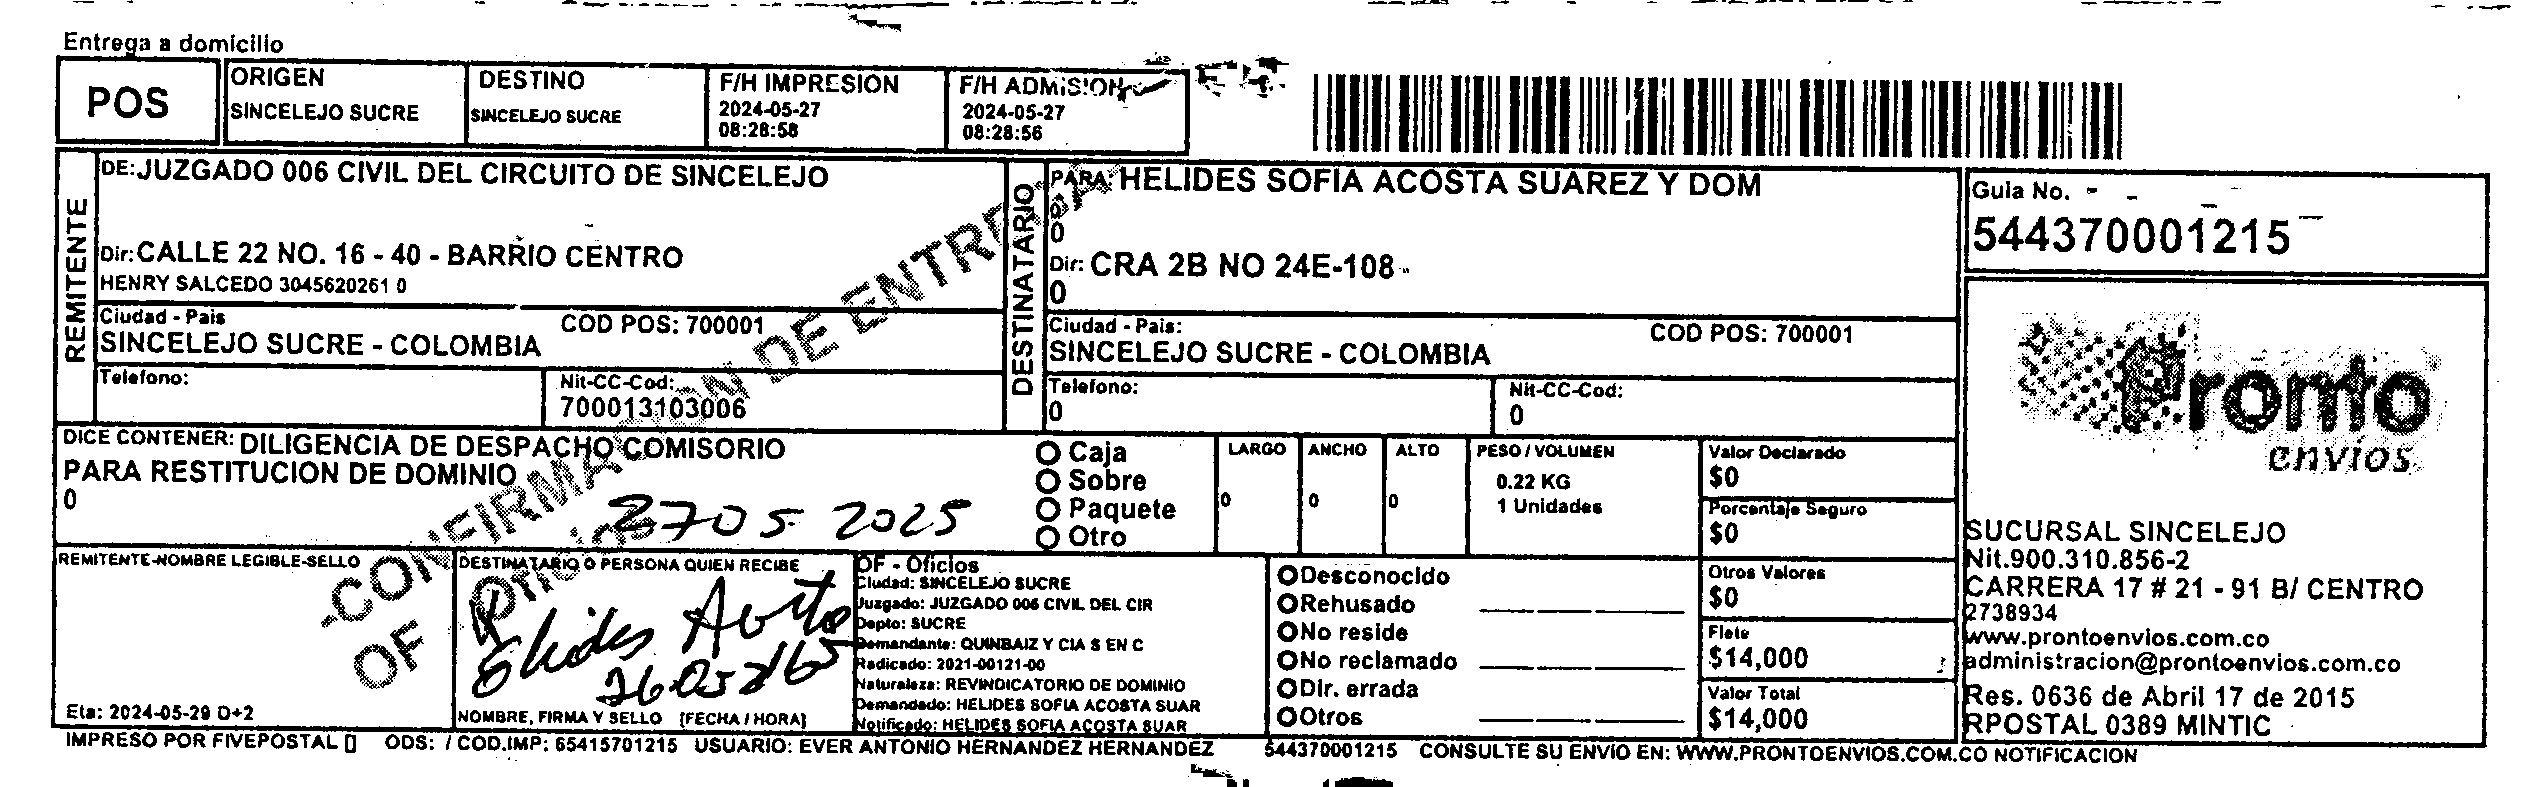 Entrega a domicilio
POS
ORIGEN
SINCELEJO SUCRE
DESTINO
SINCELEJO SUCRE
F/H IMPRESION
2024-05-27
08:28:58
F/H ADMISION
2024-05-27
08:28:56
REMITENTE
DE: JUZGADO 006 CIVIL DEL CIRCUITO DE SINCELEJO
Dir: CALLE 22 NO. 16 - 40 - BARRIO CENTRO
HENRY SALCEDO 3045620261 0
Ciudad - Pais
COD POS: 700001
SINCELEJO SUCRE - COLOMBIA
Telefono:
Nit-CC-Cod:
700013103006
DESTINATARIO
PARA: HELIDES SOFIA ACOSTA SUAREZ Y DOM
0
0
Dir: CRA 2B NO 24E-108
0
Ciudad - Pais:
COD POS: 700001
SINCELEJO SUCRE - COLOMBIA
Telefono:
0
Nit-CC-Cod:
0
Guia No.
544370001215
Pronto
envios
SUCURSAL SINCELEJO
Nit.900.310.856-2
CARRERA 17 # 21 - 91 B/ CENTRO
2738934
www.prontoenvios.com.co
administracion@prontoenvios.com.co
Res. 0636 de Abril 17 de 2015
RPOSTAL 0389 MINTIC
DICE CONTENER: DILIGENCIA DE DESPACHO COMISORIO
PARA RESTITUCION DE DOMINIO
0
2705 2025
Caja
Sobre
Paquete
Otro
LARGO
0
ANCHO
0
ALTO
0
PESO / VOLUMEN
0.22 KG
1 Unidades
Valor Declarado
$0
Porcentaje Seguro
$0
Otros Valores
$0
Flete
$14,000
Valor Total
$14,000
REMITENTE-NOMBRE LEGIBLE-SELLO
Eta: 2024-05-29 D+2
DESTINATARIO O PERSONA QUIEN RECIBE
Elides
NOMBRE, FIRMA Y SELLO (FECHA / HORA)
OF - Oficios
Ciudad: SINCELEJO SUCRE
Juzgado: JUZGADO 006 CIVIL DEL CIR
Depto: SUCRE
Demandante: QUINBAIZ Y CIA S EN C
Radicado: 2021-00121-00
Naturaleza: REVINDICATORIO DE DOMINIO
Demandado: HELIDES SOFIA ACOSTA SUAR
Notificado: HELIDES SOFIA ACOSTA SUAR
Desconocido
Rehusado
No reside
No reclamado
Dir. errada
Otros
-CONFIRMACION DE ENTREGA
OF - Oficios
IMPRESO POR FIVEPOSTAL [] ODS: / COD.IMP: 65415701215 USUARIO: EVER ANTONIO HERNANDEZ HERNANDEZ 544370001215 CONSULTE SU ENVIO EN: WWW.PRONTOENVIOS.COM.CO NOTIFICACION